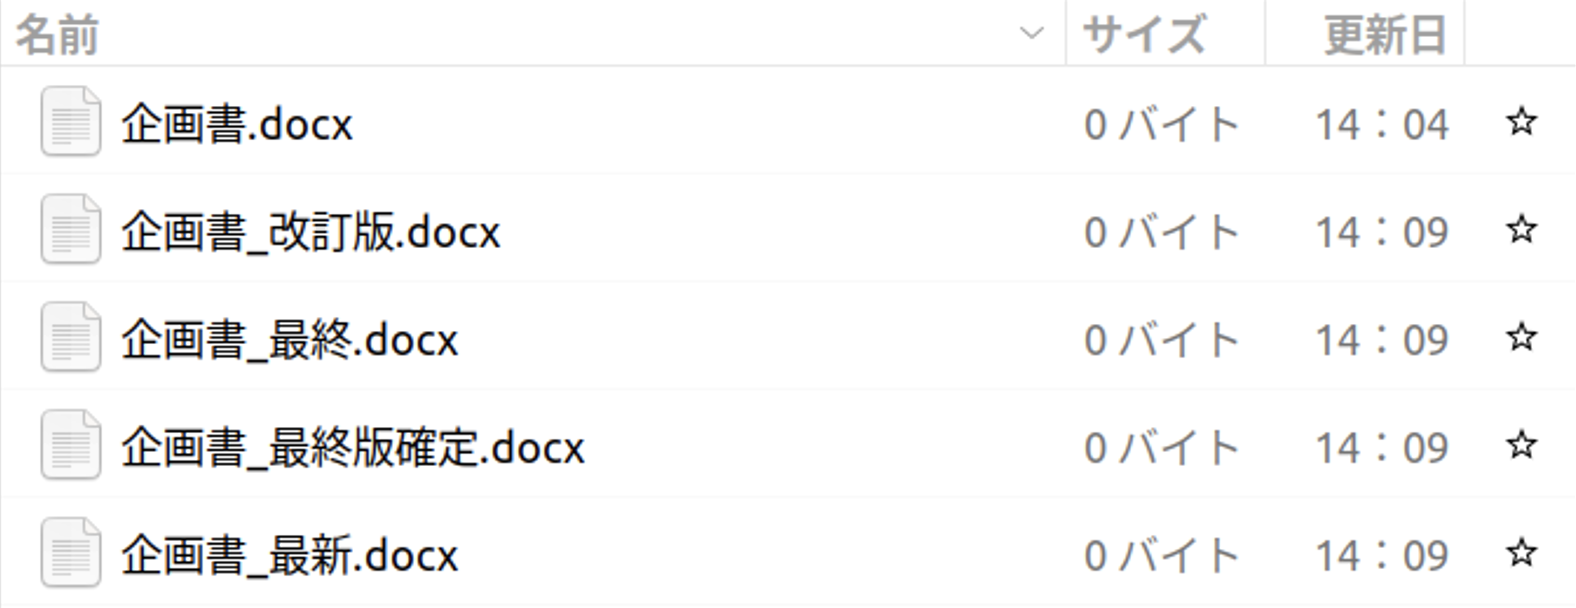 名前 サイズ 更新日
企画書.docx 0 バイト 14：04 ☆
企画書_改訂版.docx 0 バイト 14：09 ☆
企画書_最終.docx 0 バイト 14：09 ☆
企画書_最終版確定.docx 0 バイト 14：09 ☆
企画書_最新.docx 0 バイト 14：09 ☆